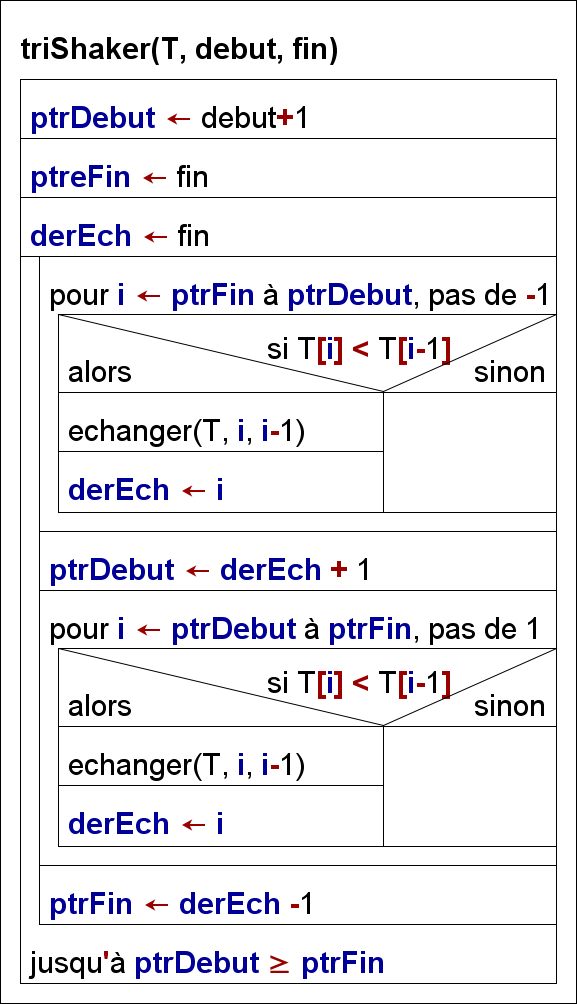 triShaker(T, debut, fin)
ptrDebut ← debut+1
ptreFin ← fin
derEch ← fin
pour i ← ptrFin à ptrDebut, pas de -1
si T[i] < T[i-1]
alors sinon
echanger(T, i, i-1)
derEch ← i
ptrDebut ← derEch + 1
pour i ← ptrDebut à ptrFin, pas de 1
si T[i] < T[i-1]
alors sinon
echanger(T, i, i-1)
derEch ← i
ptrFin ← derEch -1
jusqu'à ptrDebut ≥ ptrFin